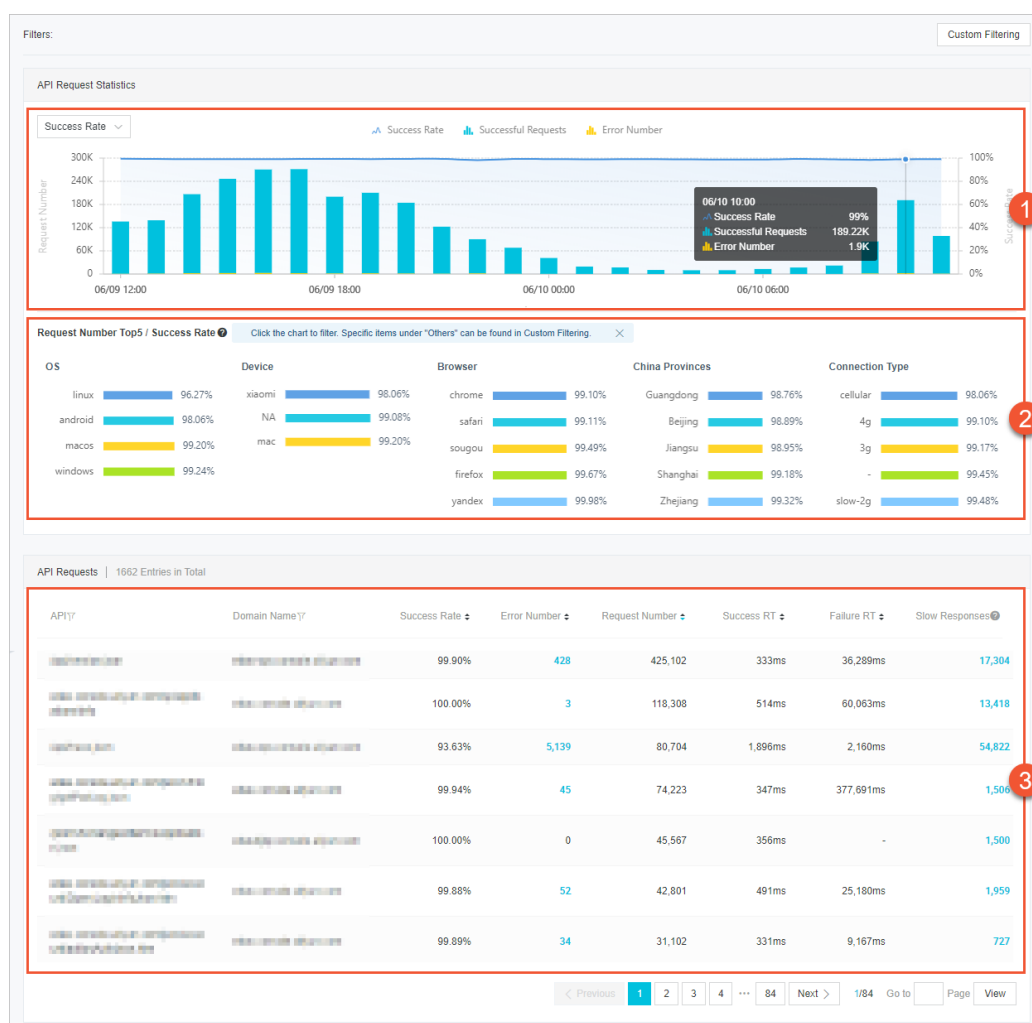 Filters:
Custom Filtering
API Request Statistics
Success Rate
Success Rate Successful Requests Error Number
300K
240K
180K
120K
60K
0
Request Number
100%
80%
60%
40%
20%
0%
06/10 10:00
Success Rate 99%
Successful Requests 189.22K
Error Number 1.9K
1
06/09 12:00 06/09 18:00 06/10 00:00 06/10 06:00
Request Number Top5 / Success Rate Click the chart to filter. Specific items under "Others" can be found in Custom Filtering.
OS Device Browser China Provinces Connection Type
linux 96.27% xiaomi 98.06% chrome 99.10% Guangdong 98.76% cellular 98.06%
android 98.06% NA 99.08% safari 99.11% Beijing 98.89% 4g 99.10%
2
macos 99.20% mac 99.20% sougou 99.49% Jiangsu 98.95% 3g 99.17%
windows 99.24% firefox 99.67% Shanghai 99.18% - 99.45%
yandex 99.98% Zhejiang 99.32% slow-2g 99.48%
API Requests | 1662 Entries in Total
API Domain Name Success Rate Error Number Request Number Success RT Failure RT Slow Responses
99.90% 428 425,102 333ms 36,289ms 17,304
100.00% 3 118,308 514ms 60,063ms 13,418
93.63% 5,139 80,704 1,896ms 2,160ms 54,822
3
99.94% 45 74,223 347ms 377,691ms 1,506
100.00% 0 45,567 356ms - 1,500
99.88% 52 42,801 491ms 25,180ms 1,959
99.89% 34 31,102 331ms 9,167ms 727
< Previous 1 2 3 4 ••• 84 Next > 1/84 Go to Page View